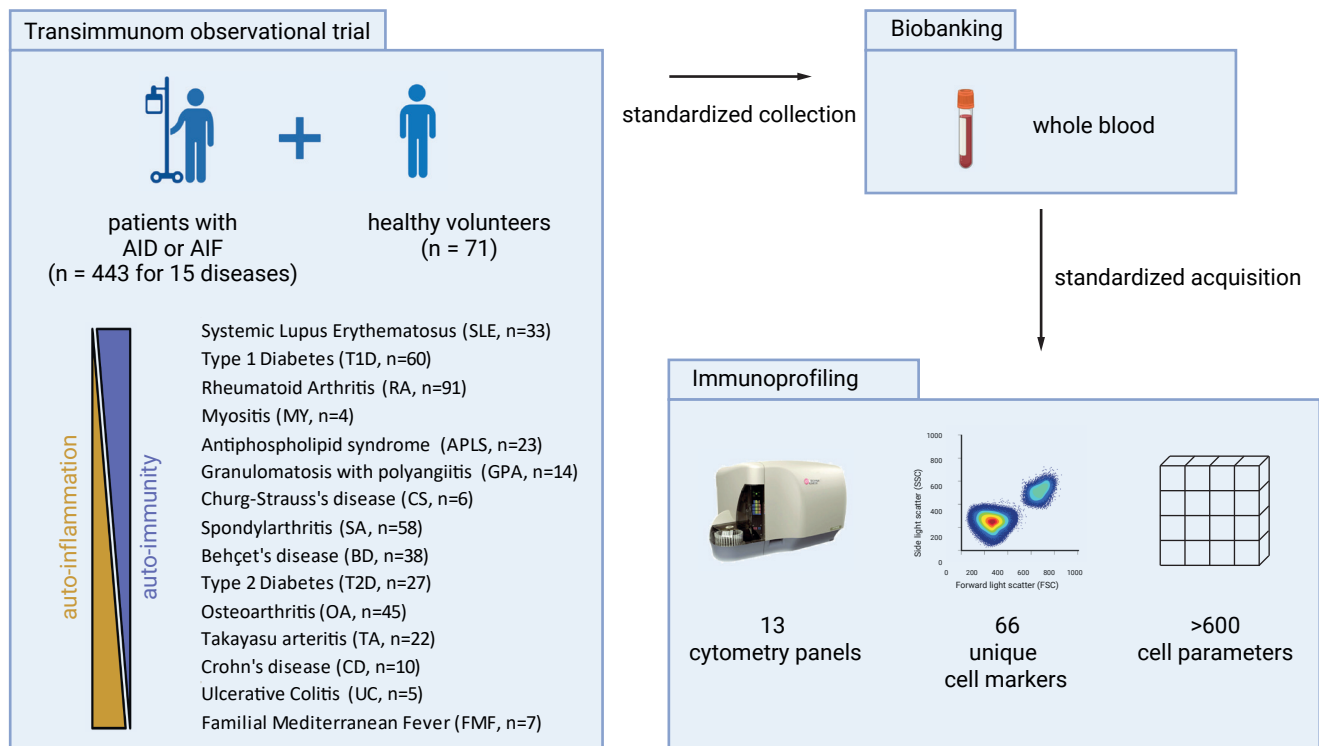 Transimmunom observational trial
patients with
AID or AIF
(n = 443 for 15 diseases)
healthy volunteers
(n = 71)
auto-inflammation
auto-immunity
Systemic Lupus Erythematosus (SLE, n=33)
Type 1 Diabetes (T1D, n=60)
Rheumatoid Arthritis (RA, n=91)
Myositis (MY, n=4)
Antiphospholipid syndrome (APLS, n=23)
Granulomatosis with polyangiitis (GPA, n=14)
Churg-Strauss's disease (CS, n=6)
Spondylarthritis (SA, n=58)
Behçet's disease (BD, n=38)
Type 2 Diabetes (T2D, n=27)
Osteoarthritis (OA, n=45)
Takayasu arteritis (TA, n=22)
Crohn's disease (CD, n=10)
Ulcerative Colitis (UC, n=5)
Familial Mediterranean Fever (FMF, n=7)
standardized collection
Biobanking
whole blood
standardized acquisition
Immunoprofiling
13
cytometry panels
Side light scatter (SSC)
1000
800
600
400
200
0
0 200 400 600 800 1000
Forward light scatter (FSC)
66
unique
cell markers
>600
cell parameters